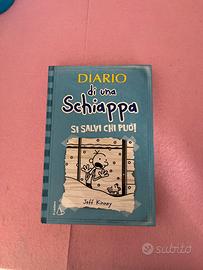 DIARIO
di una
Schiappa
SI SALVI CHI PUÒ!
Jeff Kinney
subito